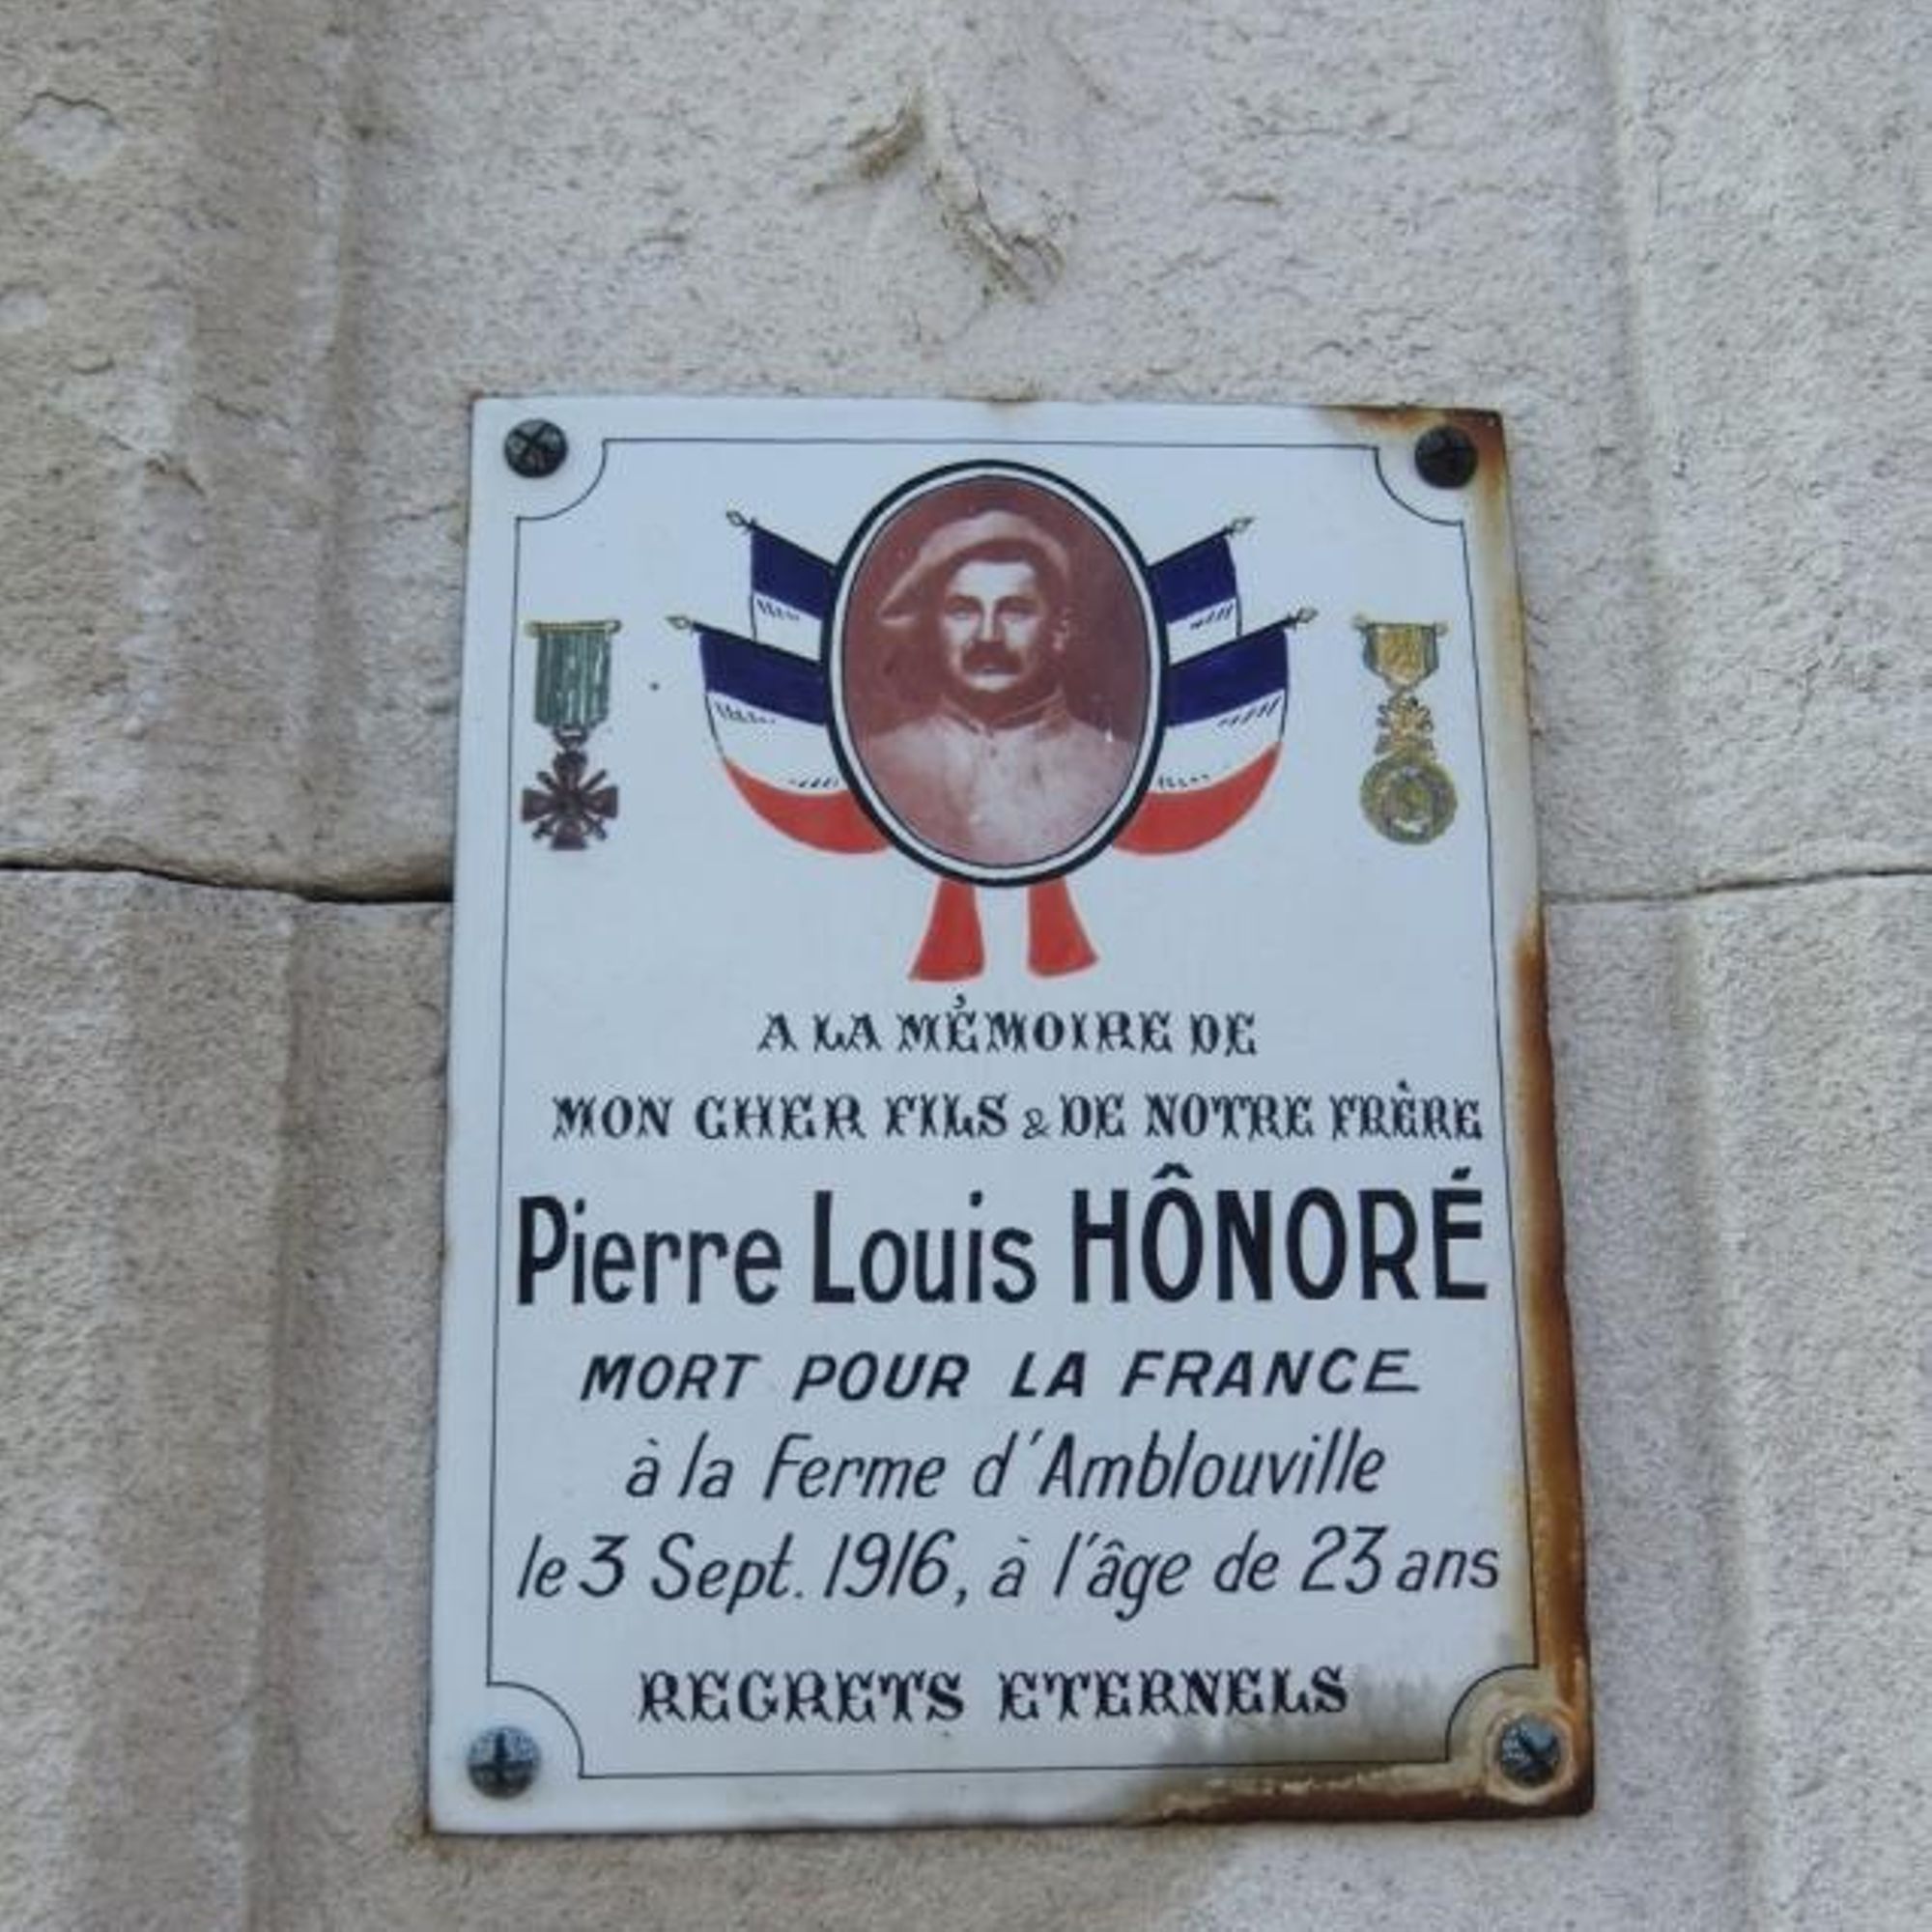 A LA MÉMOIRE DE
MON CHER FILS & DE NOTRE FRÈRE
Pierre Louis HÔNORÉ
MORT POUR LA FRANCE
à la Ferme d'Amblouville
le 3 Sept. 1916, à l'âge de 23 ans
REGRETS ETERNELS